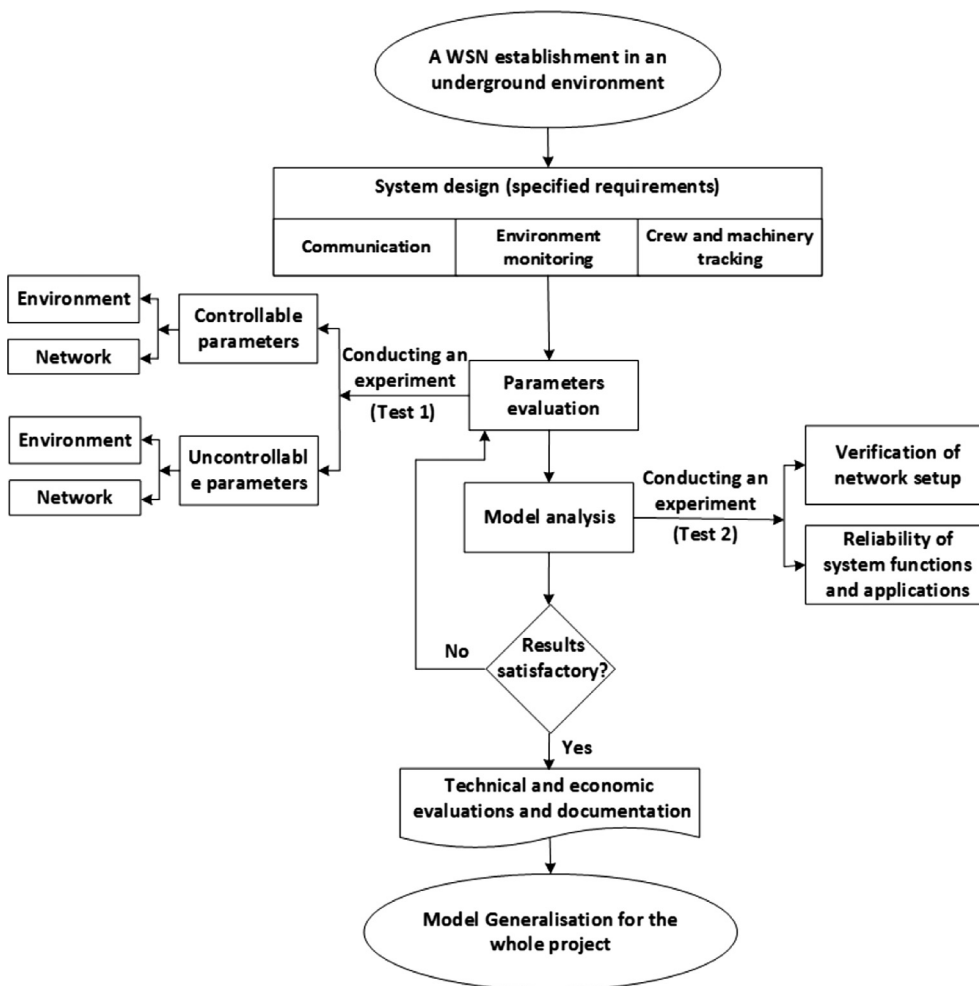 A WSN establishment in an
underground environment
System design (specified requirements)
Communication
Environment
monitoring
Crew and machinery
tracking
Environment
Network
Controllable
parameters
Conducting an
experiment
(Test 1)
Parameters
evaluation
Environment
Network
Uncontrollabl
e parameters
Model analysis
Conducting an
experiment
(Test 2)
Verification of
network setup
Reliability of
system functions
and applications
No
Results
satisfactory?
Yes
Technical and economic
evaluations and documentation
Model Generalisation for the
whole project